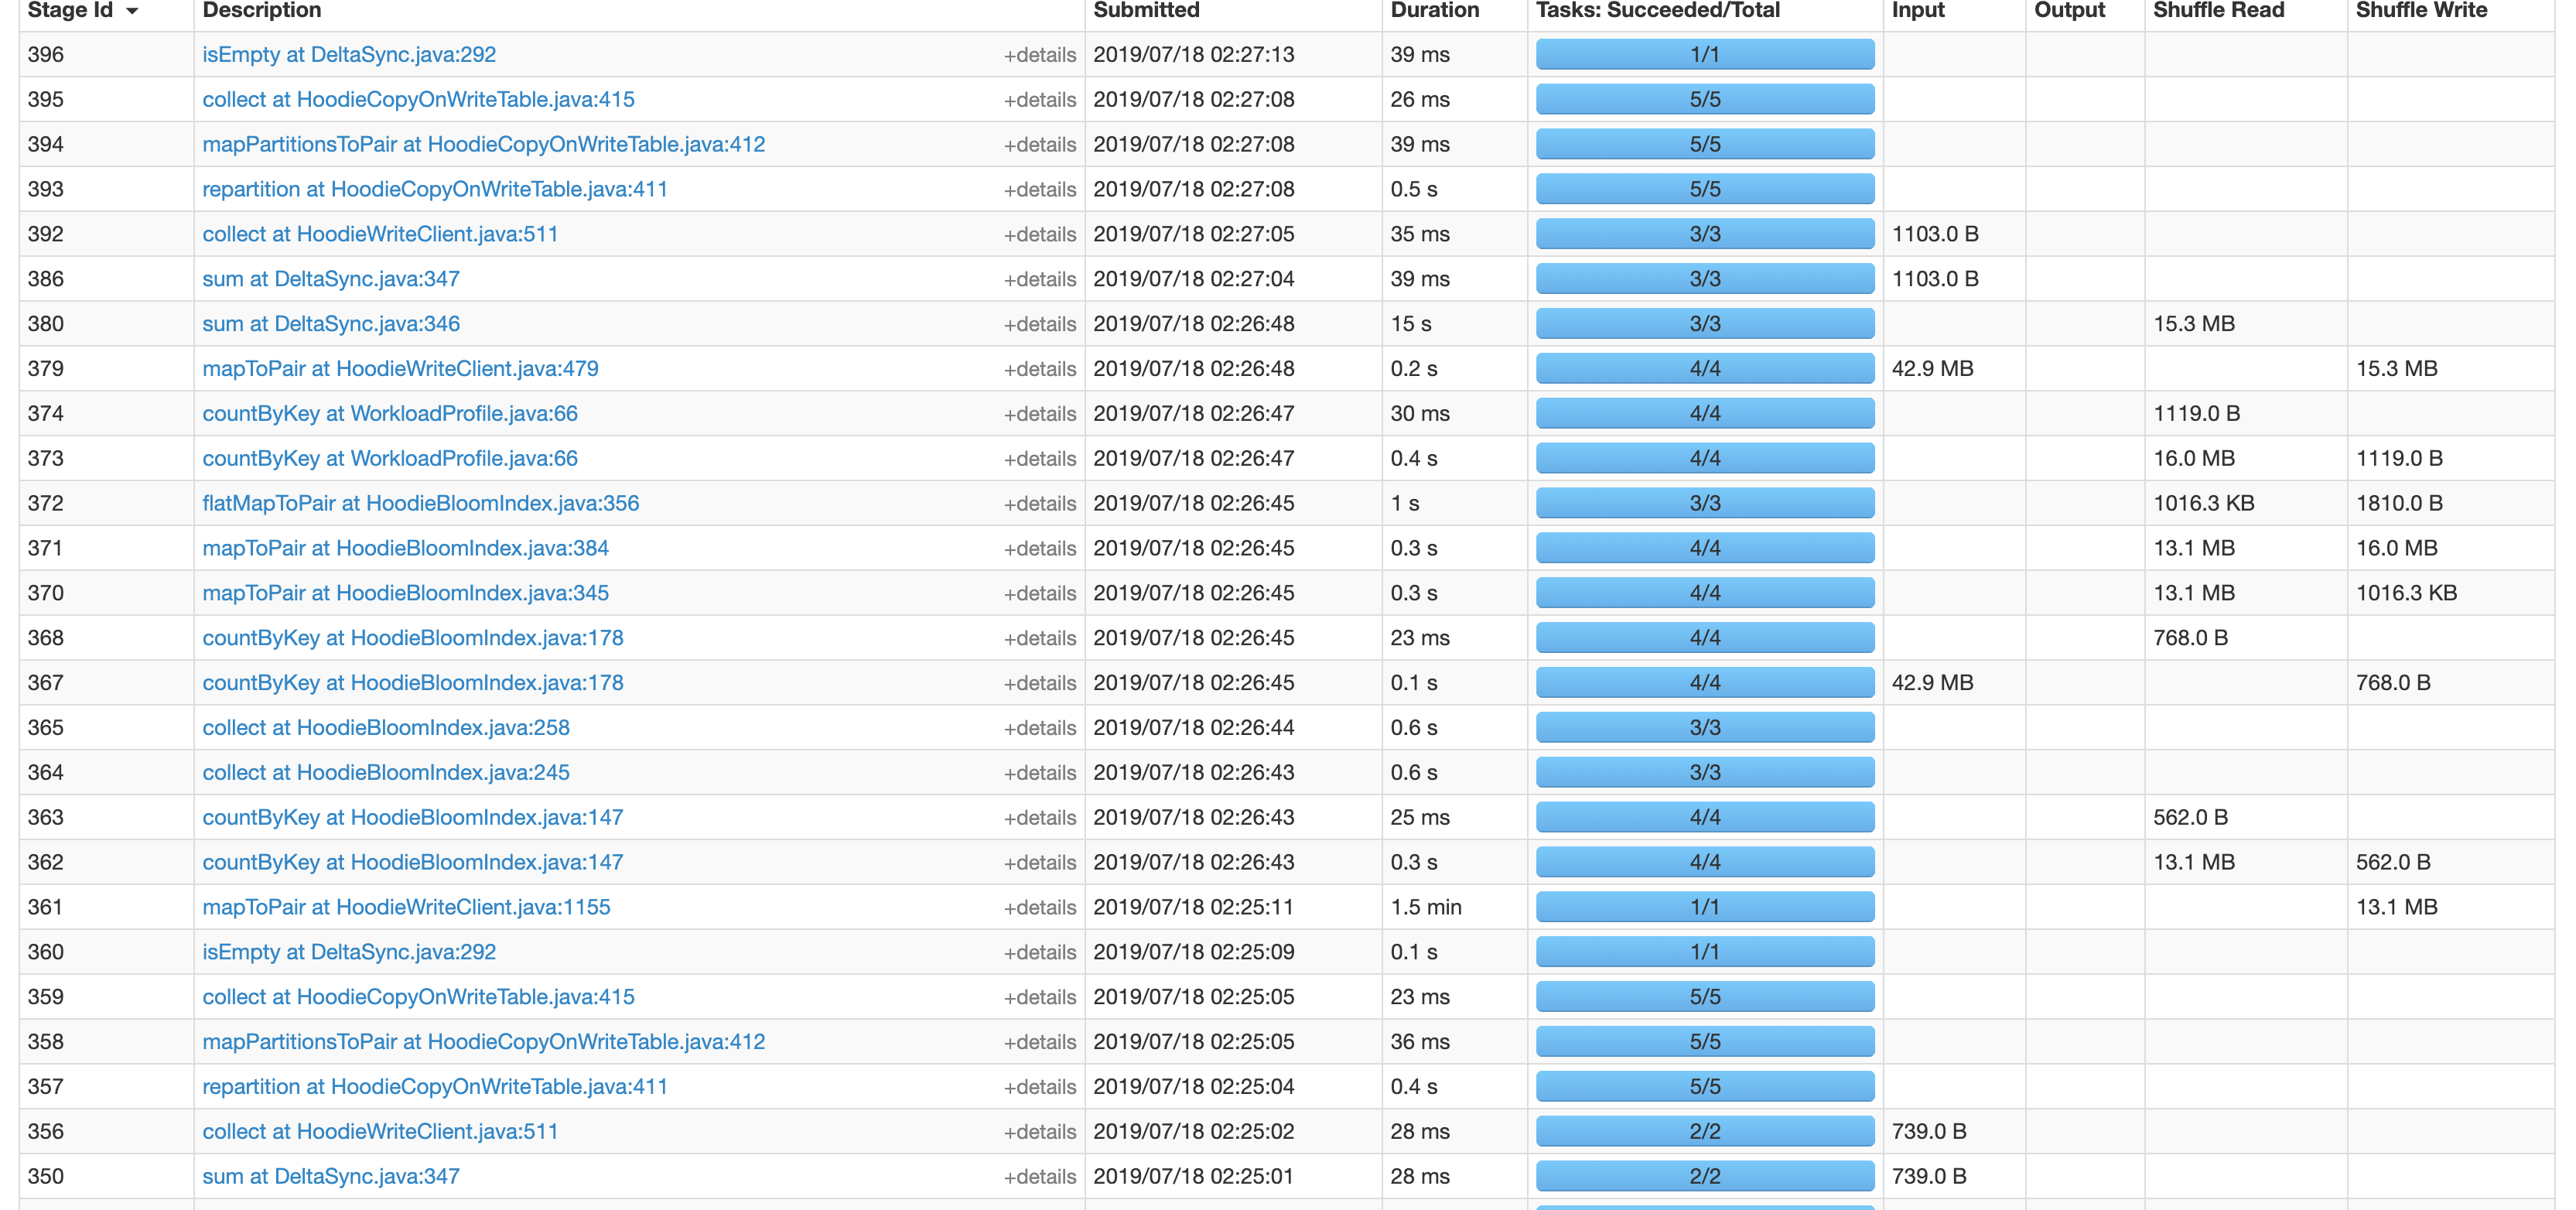 Stage Id Description Submitted Duration Tasks: Succeeded/Total Input Output Shuffle Read Shuffle Write
396 isEmpty at DeltaSync.java:292 +details 2019/07/18 02:27:13 39 ms 1/1
395 collect at HoodieCopyOnWriteTable.java:415 +details 2019/07/18 02:27:08 26 ms 5/5
394 mapPartitionsToPair at HoodieCopyOnWriteTable.java:412 +details 2019/07/18 02:27:08 39 ms 5/5
393 repartition at HoodieCopyOnWriteTable.java:411 +details 2019/07/18 02:27:08 0.5 s 5/5
392 collect at HoodieWriteClient.java:511 +details 2019/07/18 02:27:05 35 ms 3/3 1103.0 B
386 sum at DeltaSync.java:347 +details 2019/07/18 02:27:04 39 ms 3/3 1103.0 B
380 sum at DeltaSync.java:346 +details 2019/07/18 02:26:48 15 s 3/3 15.3 MB
379 mapToPair at HoodieWriteClient.java:479 +details 2019/07/18 02:26:48 0.2 s 4/4 42.9 MB 15.3 MB
374 countByKey at WorkloadProfile.java:66 +details 2019/07/18 02:26:47 30 ms 4/4 1119.0 B
373 countByKey at WorkloadProfile.java:66 +details 2019/07/18 02:26:47 0.4 s 4/4 16.0 MB 1119.0 B
372 flatMapToPair at HoodieBloomIndex.java:356 +details 2019/07/18 02:26:45 1 s 3/3 1016.3 KB 1810.0 B
371 mapToPair at HoodieBloomIndex.java:384 +details 2019/07/18 02:26:45 0.3 s 4/4 13.1 MB 16.0 MB
370 mapToPair at HoodieBloomIndex.java:345 +details 2019/07/18 02:26:45 0.3 s 4/4 13.1 MB 1016.3 KB
368 countByKey at HoodieBloomIndex.java:178 +details 2019/07/18 02:26:45 23 ms 4/4 768.0 B
367 countByKey at HoodieBloomIndex.java:178 +details 2019/07/18 02:26:45 0.1 s 4/4 42.9 MB 768.0 B
365 collect at HoodieBloomIndex.java:258 +details 2019/07/18 02:26:44 0.6 s 3/3
364 collect at HoodieBloomIndex.java:245 +details 2019/07/18 02:26:43 0.6 s 3/3
363 countByKey at HoodieBloomIndex.java:147 +details 2019/07/18 02:26:43 25 ms 4/4 562.0 B
362 countByKey at HoodieBloomIndex.java:147 +details 2019/07/18 02:26:43 0.3 s 4/4 13.1 MB 562.0 B
361 mapToPair at HoodieWriteClient.java:1155 +details 2019/07/18 02:25:11 1.5 min 1/1 13.1 MB
360 isEmpty at DeltaSync.java:292 +details 2019/07/18 02:25:09 0.1 s 1/1
359 collect at HoodieCopyOnWriteTable.java:415 +details 2019/07/18 02:25:05 23 ms 5/5
358 mapPartitionsToPair at HoodieCopyOnWriteTable.java:412 +details 2019/07/18 02:25:05 36 ms 5/5
357 repartition at HoodieCopyOnWriteTable.java:411 +details 2019/07/18 02:25:04 0.4 s 5/5
356 collect at HoodieWriteClient.java:511 +details 2019/07/18 02:25:02 28 ms 2/2 739.0 B
350 sum at DeltaSync.java:347 +details 2019/07/18 02:25:01 28 ms 2/2 739.0 B